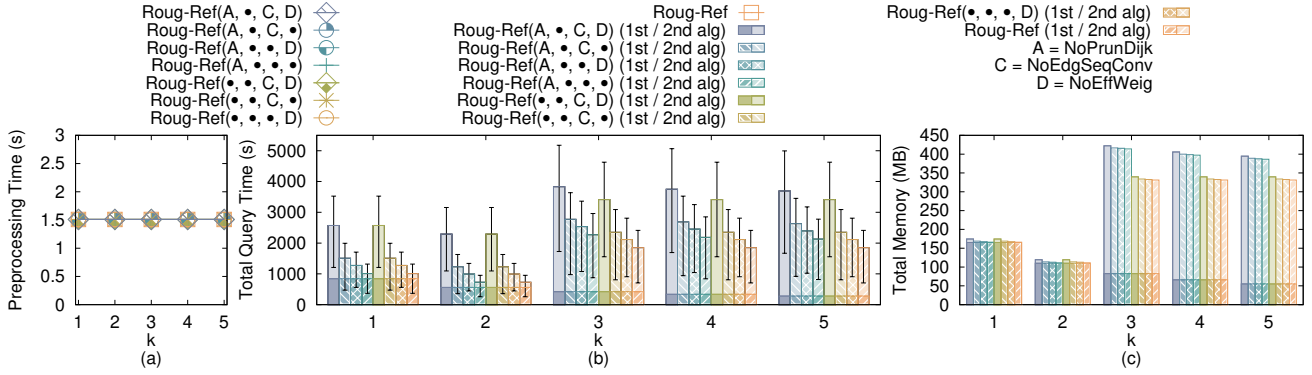 Roug-Ref(A, •, C, D)
Roug-Ref(A, •, C, •)
Roug-Ref(A, •, •, D)
Roug-Ref(A, •, •, •)
Roug-Ref(•, •, C, D)
Roug-Ref(•, •, C, •)
Roug-Ref(•, •, •, D)
Roug-Ref
Roug-Ref(A, •, C, D) (1st / 2nd alg)
Roug-Ref(A, •, C, •) (1st / 2nd alg)
Roug-Ref(A, •, •, D) (1st / 2nd alg)
Roug-Ref(A, •, •, •) (1st / 2nd alg)
Roug-Ref(•, •, C, D) (1st / 2nd alg)
Roug-Ref(•, •, C, •) (1st / 2nd alg)
Roug-Ref(•, •, •, D) (1st / 2nd alg)
Roug-Ref (1st / 2nd alg)
A = NoPrunDijk
C = NoEdgSeqConv
D = NoEffWeig
Preprocessing Time (s)
3
2.5
2
1.5
1
0.5
0
1 2 3 4 5
k
(a)
Total Query Time (s)
5000
4000
3000
2000
1000
0
1 2 3 4 5
k
(b)
Total Memory (MB)
450
400
350
300
250
200
150
100
50
0
1 2 3 4 5
k
(c)